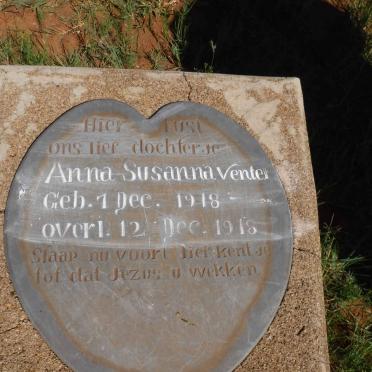 Hier rust
ons lief dochterje
Anna Susanna Venter
Geb. 1 Dec. 1918
overl. 12 Dec. 1918
Slaap nu voort lief kentje
tot dat Jezus u wekken